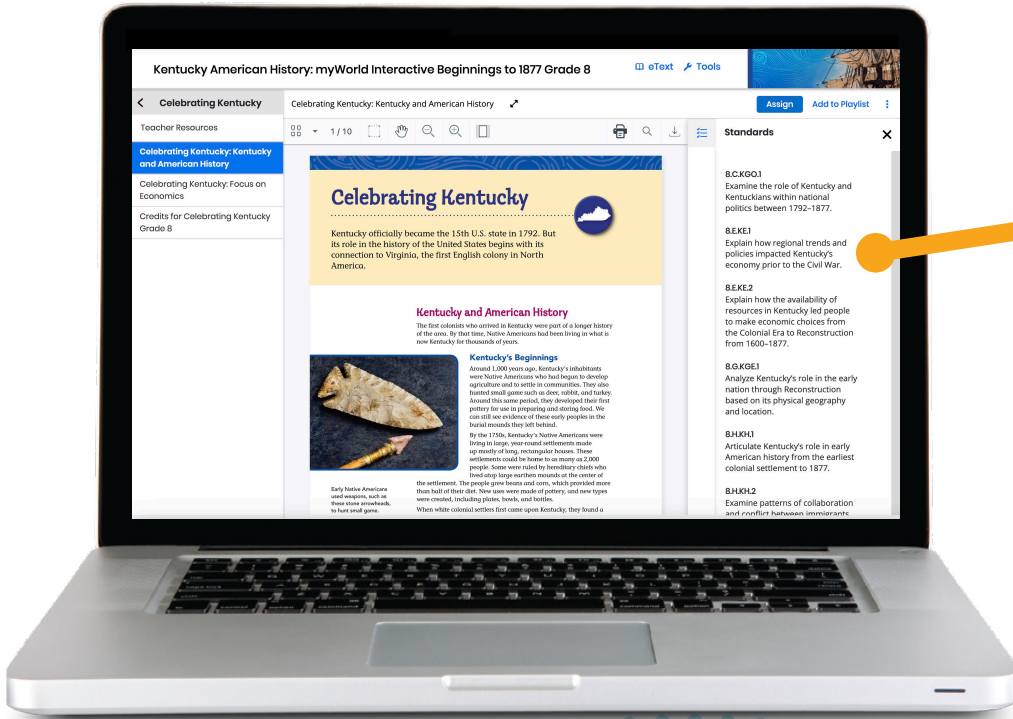 Kentucky American History: myWorld Interactive Beginnings to 1877 Grade 8
eText
Tools
Celebrating Kentucky
Teacher Resources
Celebrating Kentucky: Kentucky
and American History
Celebrating Kentucky: Focus on
Economics
Credits for Celebrating Kentucky
Grade 8
Celebrating Kentucky: Kentucky and American History
Assign
Add to Playlist
1/10
Celebrating Kentucky
Kentucky officially became the 15th U.S. state in 1792. But
its role in the history of the United States begins with its
connection to Virginia, the first English colony in North
America.
Kentucky and American History
The first colonists who arrived in Kentucky were part of a longer history
of the area. By that time, Native Americans had been living in what is
now Kentucky for thousands of years.
Kentucky's Beginnings
Around 1,000 years ago, Kentucky's inhabitants
were Native Americans who had begun to develop
agriculture and to settle in communities. They also
hunted small game such as deer, rabbit, and turkey.
Around this same period, they developed their first
pottery for use in preparing and storing food. We
can still see evidence of these early peoples in the
burial mounds they left behind.
By the 1750s, Kentucky's Native Americans were
living in large, year-round settlements made
up mostly of long, rectangular houses. These
settlements could be home to as many as 2,000
people. Some were ruled by hereditary chiefs who
lived atop large earthen mounds at the center of
the settlement. The people grew beans and corn, which provided more
than half of their diet. New uses were made of pottery, and new types
were created, including plates, bowls, and bottles.
When white colonial settlers first came upon Kentucky, they found a
Early Native Americans
used weapons, such as
these stone arrowheads,
to hunt small game.
Standards
8.C.KGO.1
Examine the role of Kentucky and
Kentuckians within national
politics between 1792–1877.
8.E.KE.1
Explain how regional trends and
policies impacted Kentucky's
economy prior to the Civil War.
8.E.KE.2
Explain how the availability of
resources in Kentucky led people
to make economic choices from
the Colonial Era to Reconstruction
from 1600–1877.
8.G.KGE.1
Analyze Kentucky's role in the early
nation through Reconstruction
based on its physical geography
and location.
8.H.KH.1
Articulate Kentucky's role in early
American history from the earliest
colonial settlement to 1877.
8.H.KH.2
Examine patterns of collaboration
and conflict between immigrants